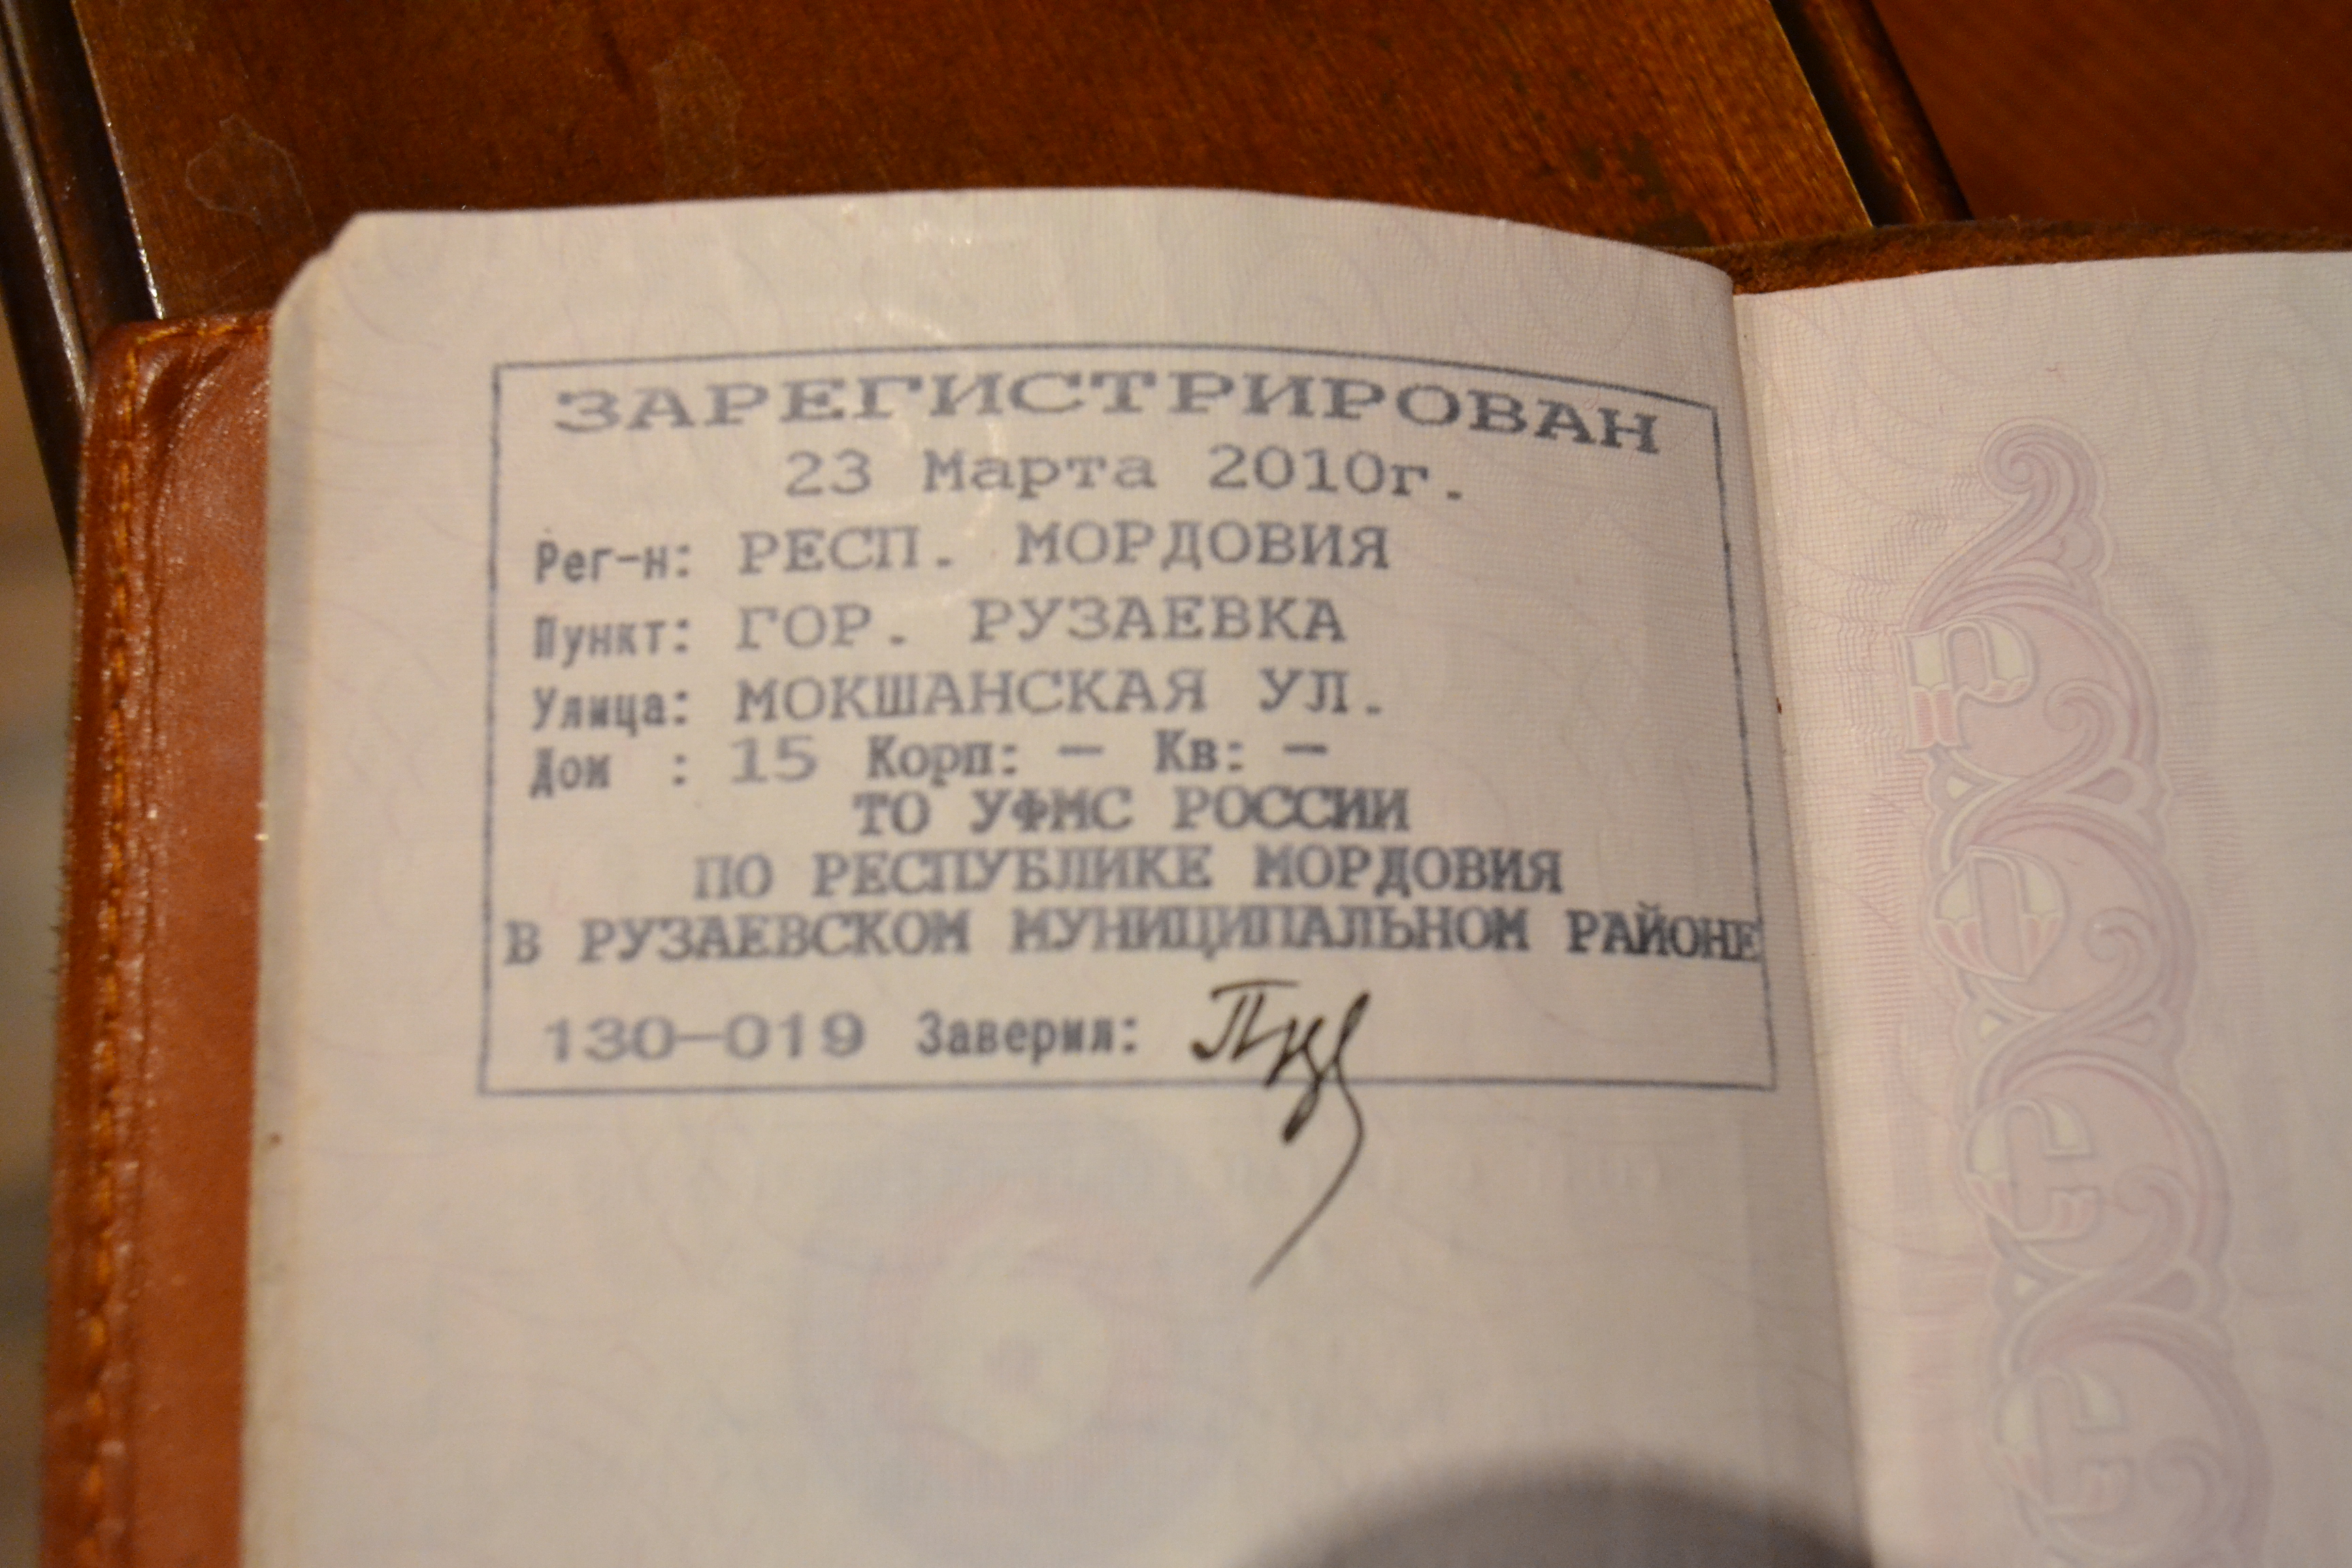 ЗАРЕГИСТРИРОВАН
23 Марта 2010г.
Рег-н: РЕСП. МОРДОВИЯ
Пункт: ГОР. РУЗАЕВКА
Улица: МОКШАНСКАЯ УЛ.
Дом : 15 Корп: — Кв: —
ТО УФМС РОССИИ
ПО РЕСПУБЛИКЕ МОРДОВИЯ
В РУЗАЕВСКОМ МУНИЦИПАЛЬНОМ РАЙОНЕ
130—019 Заверил: